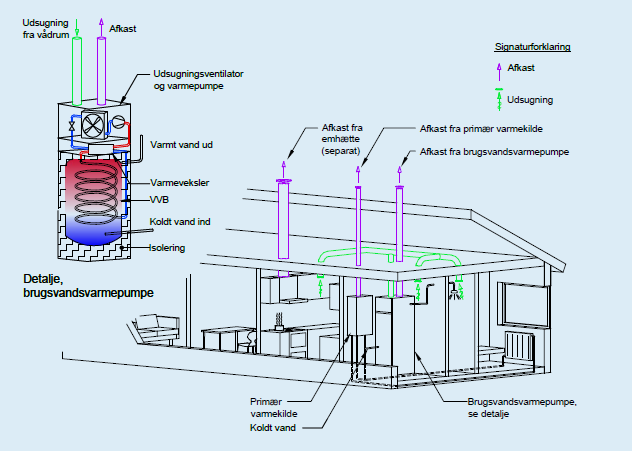 Udsugning
fra vådrum
Afkast
Udsugningsventilator
og varmepumpe
Varmt vand ud
Varmeveksler
VVB
Koldt vand ind
Isolering
Detalje,
brugsvandsvarmepumpe
Signaturforklaring
Afkast
Udsugning
Afkast fra
emhætte
(separat)
Afkast fra primær varmekilde
Afkast fra brugsvandsvarmepumpe
Primær
varmekilde
Koldt vand
Brugsvandsvarmepumpe,
se detalje